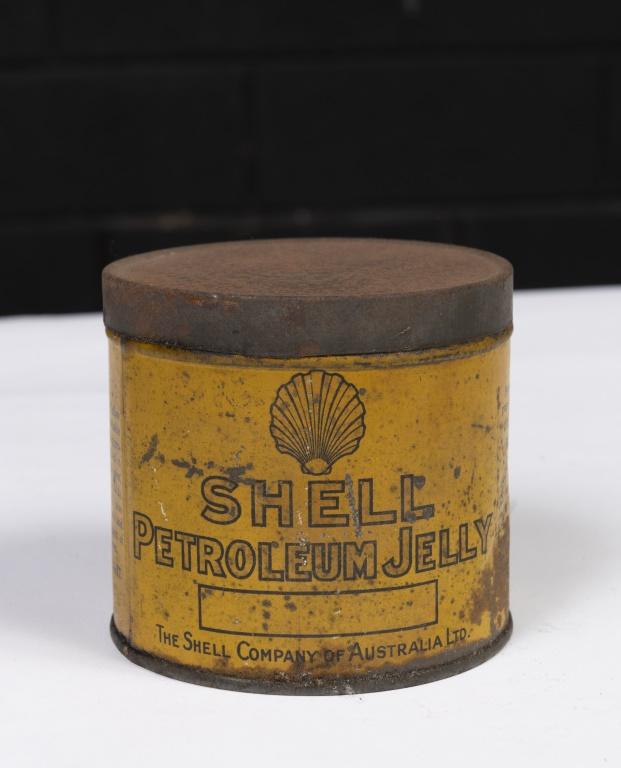 SHELL
PETROLEUM JELLY
THE SHELL COMPANY OF AUSTRALIA LTD.